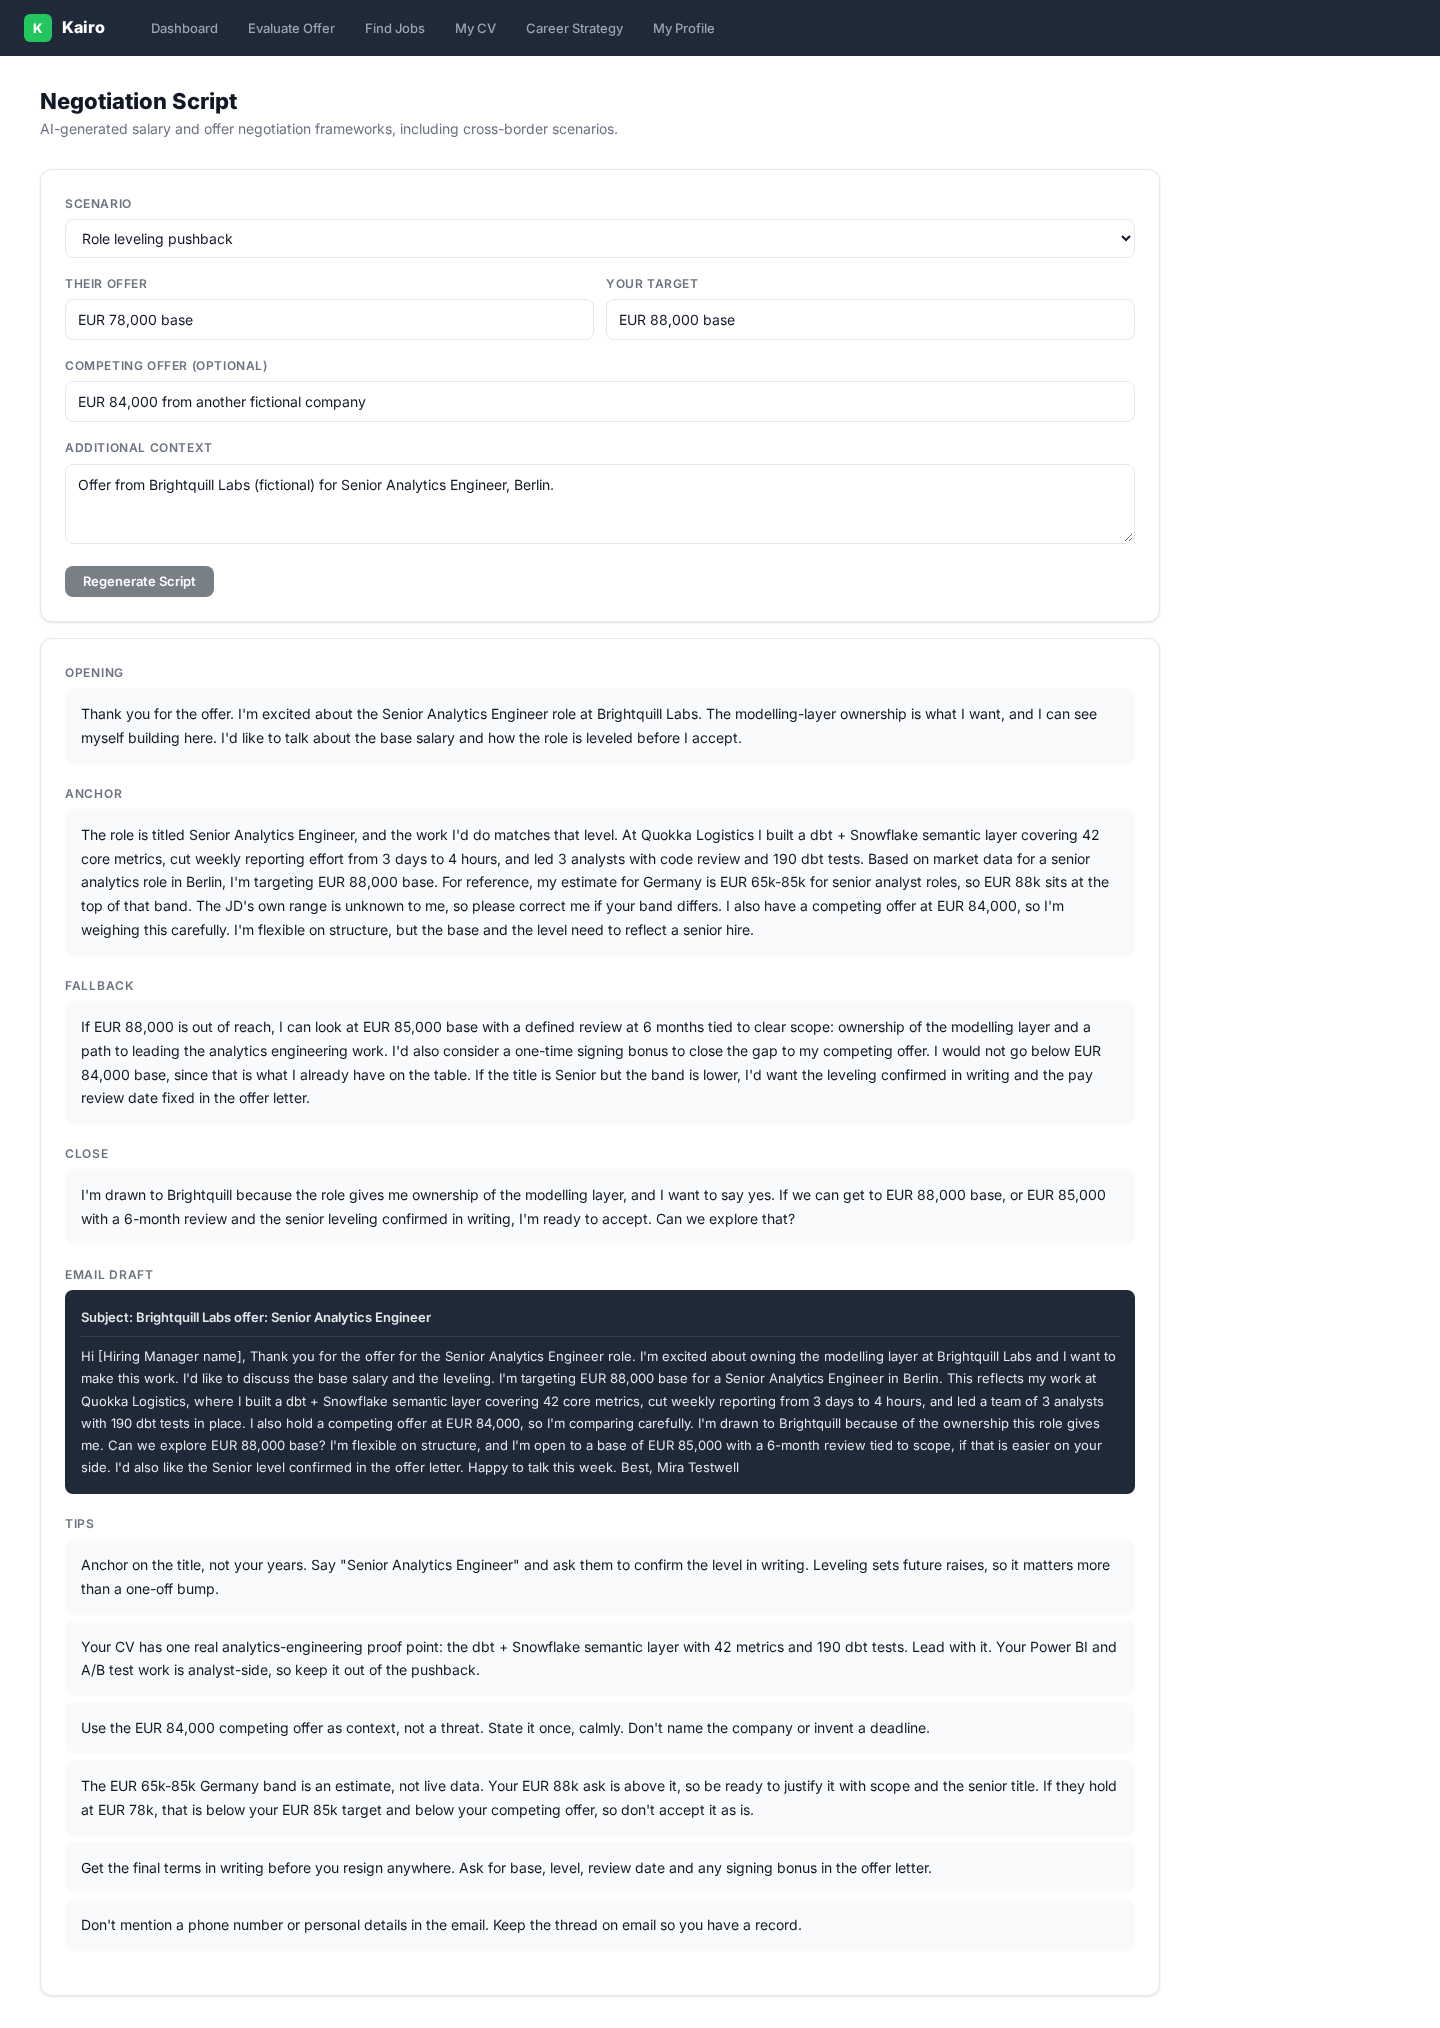 K Kairo Dashboard Evaluate Offer Find Jobs My CV Career Strategy My Profile
Negotiation Script
AI-generated salary and offer negotiation frameworks, including cross-border scenarios.
SCENARIO
Role leveling pushback
THEIR OFFER YOUR TARGET
EUR 78,000 base EUR 88,000 base
COMPETING OFFER (OPTIONAL)
EUR 84,000 from another fictional company
ADDITIONAL CONTEXT
Offer from Brightquill Labs (fictional) for Senior Analytics Engineer, Berlin.
Regenerate Script
OPENING
Thank you for the offer. I'm excited about the Senior Analytics Engineer role at Brightquill Labs. The modelling-layer ownership is what I want, and I can see
myself building here. I'd like to talk about the base salary and how the role is leveled before I accept.
ANCHOR
The role is titled Senior Analytics Engineer, and the work I'd do matches that level. At Quokka Logistics I built a dbt + Snowflake semantic layer covering 42
core metrics, cut weekly reporting effort from 3 days to 4 hours, and led 3 analysts with code review and 190 dbt tests. Based on market data for a senior
analytics role in Berlin, I'm targeting EUR 88,000 base. For reference, my estimate for Germany is EUR 65k-85k for senior analyst roles, so EUR 88k sits at the
top of that band. The JD's own range is unknown to me, so please correct me if your band differs. I also have a competing offer at EUR 84,000, so I'm
weighing this carefully. I'm flexible on structure, but the base and the level need to reflect a senior hire.
FALLBACK
If EUR 88,000 is out of reach, I can look at EUR 85,000 base with a defined review at 6 months tied to clear scope: ownership of the modelling layer and a
path to leading the analytics engineering work. I'd also consider a one-time signing bonus to close the gap to my competing offer. I would not go below EUR
84,000 base, since that is what I already have on the table. If the title is Senior but the band is lower, I'd want the leveling confirmed in writing and the pay
review date fixed in the offer letter.
CLOSE
I'm drawn to Brightquill because the role gives me ownership of the modelling layer, and I want to say yes. If we can get to EUR 88,000 base, or EUR 85,000
with a 6-month review and the senior leveling confirmed in writing, I'm ready to accept. Can we explore that?
EMAIL DRAFT
Subject: Brightquill Labs offer: Senior Analytics Engineer
Hi [Hiring Manager name], Thank you for the offer for the Senior Analytics Engineer role. I'm excited about owning the modelling layer at Brightquill Labs and I want to
make this work. I'd like to discuss the base salary and the leveling. I'm targeting EUR 88,000 base for a Senior Analytics Engineer in Berlin. This reflects my work at
Quokka Logistics, where I built a dbt + Snowflake semantic layer covering 42 core metrics, cut weekly reporting from 3 days to 4 hours, and led a team of 3 analysts
with 190 dbt tests in place. I also hold a competing offer at EUR 84,000, so I'm comparing carefully. I'm drawn to Brightquill because of the ownership this role gives
me. Can we explore EUR 88,000 base? I'm flexible on structure, and I'm open to a base of EUR 85,000 with a 6-month review tied to scope, if that is easier on your
side. I'd also like the Senior level confirmed in the offer letter. Happy to talk this week. Best, Mira Testwell
TIPS
Anchor on the title, not your years. Say "Senior Analytics Engineer" and ask them to confirm the level in writing. Leveling sets future raises, so it matters more
than a one-off bump.
Your CV has one real analytics-engineering proof point: the dbt + Snowflake semantic layer with 42 metrics and 190 dbt tests. Lead with it. Your Power BI and
A/B test work is analyst-side, so keep it out of the pushback.
Use the EUR 84,000 competing offer as context, not a threat. State it once, calmly. Don't name the company or invent a deadline.
The EUR 65k-85k Germany band is an estimate, not live data. Your EUR 88k ask is above it, so be ready to justify it with scope and the senior title. If they hold
at EUR 78k, that is below your EUR 85k target and below your competing offer, so don't accept it as is.
Get the final terms in writing before you resign anywhere. Ask for base, level, review date and any signing bonus in the offer letter.
Don't mention a phone number or personal details in the email. Keep the thread on email so you have a record.